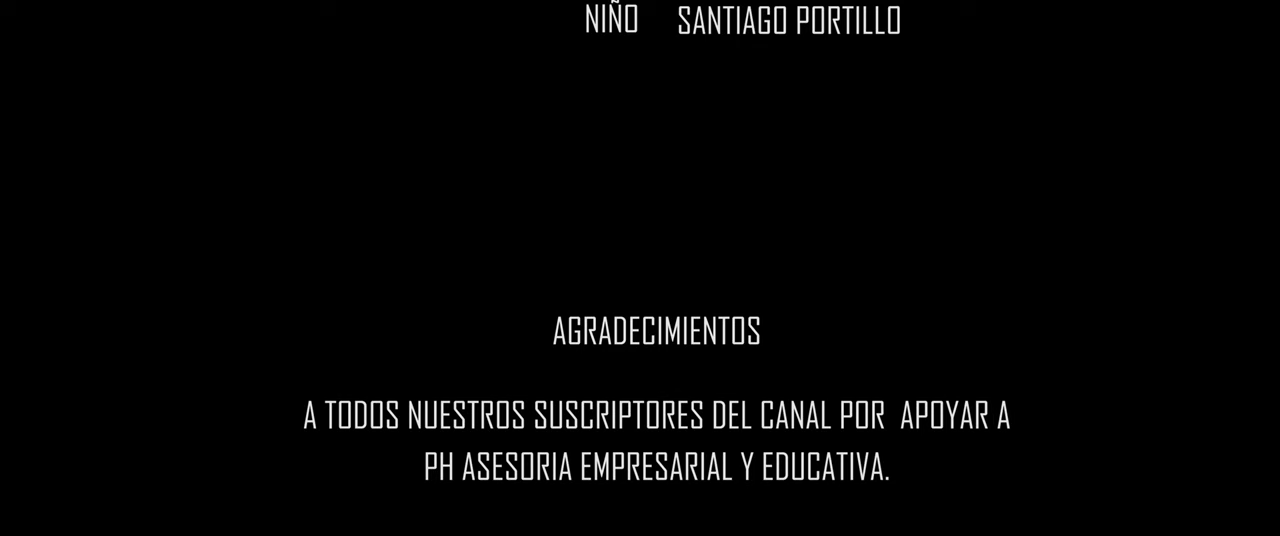 NIÑO SANTIAGO PORTILLO
AGRADECIMIENTOS
A TODOS NUESTROS SUSCRIPTORES DEL CANAL POR APOYAR A
PH ASESORIA EMPRESARIAL Y EDUCATIVA.